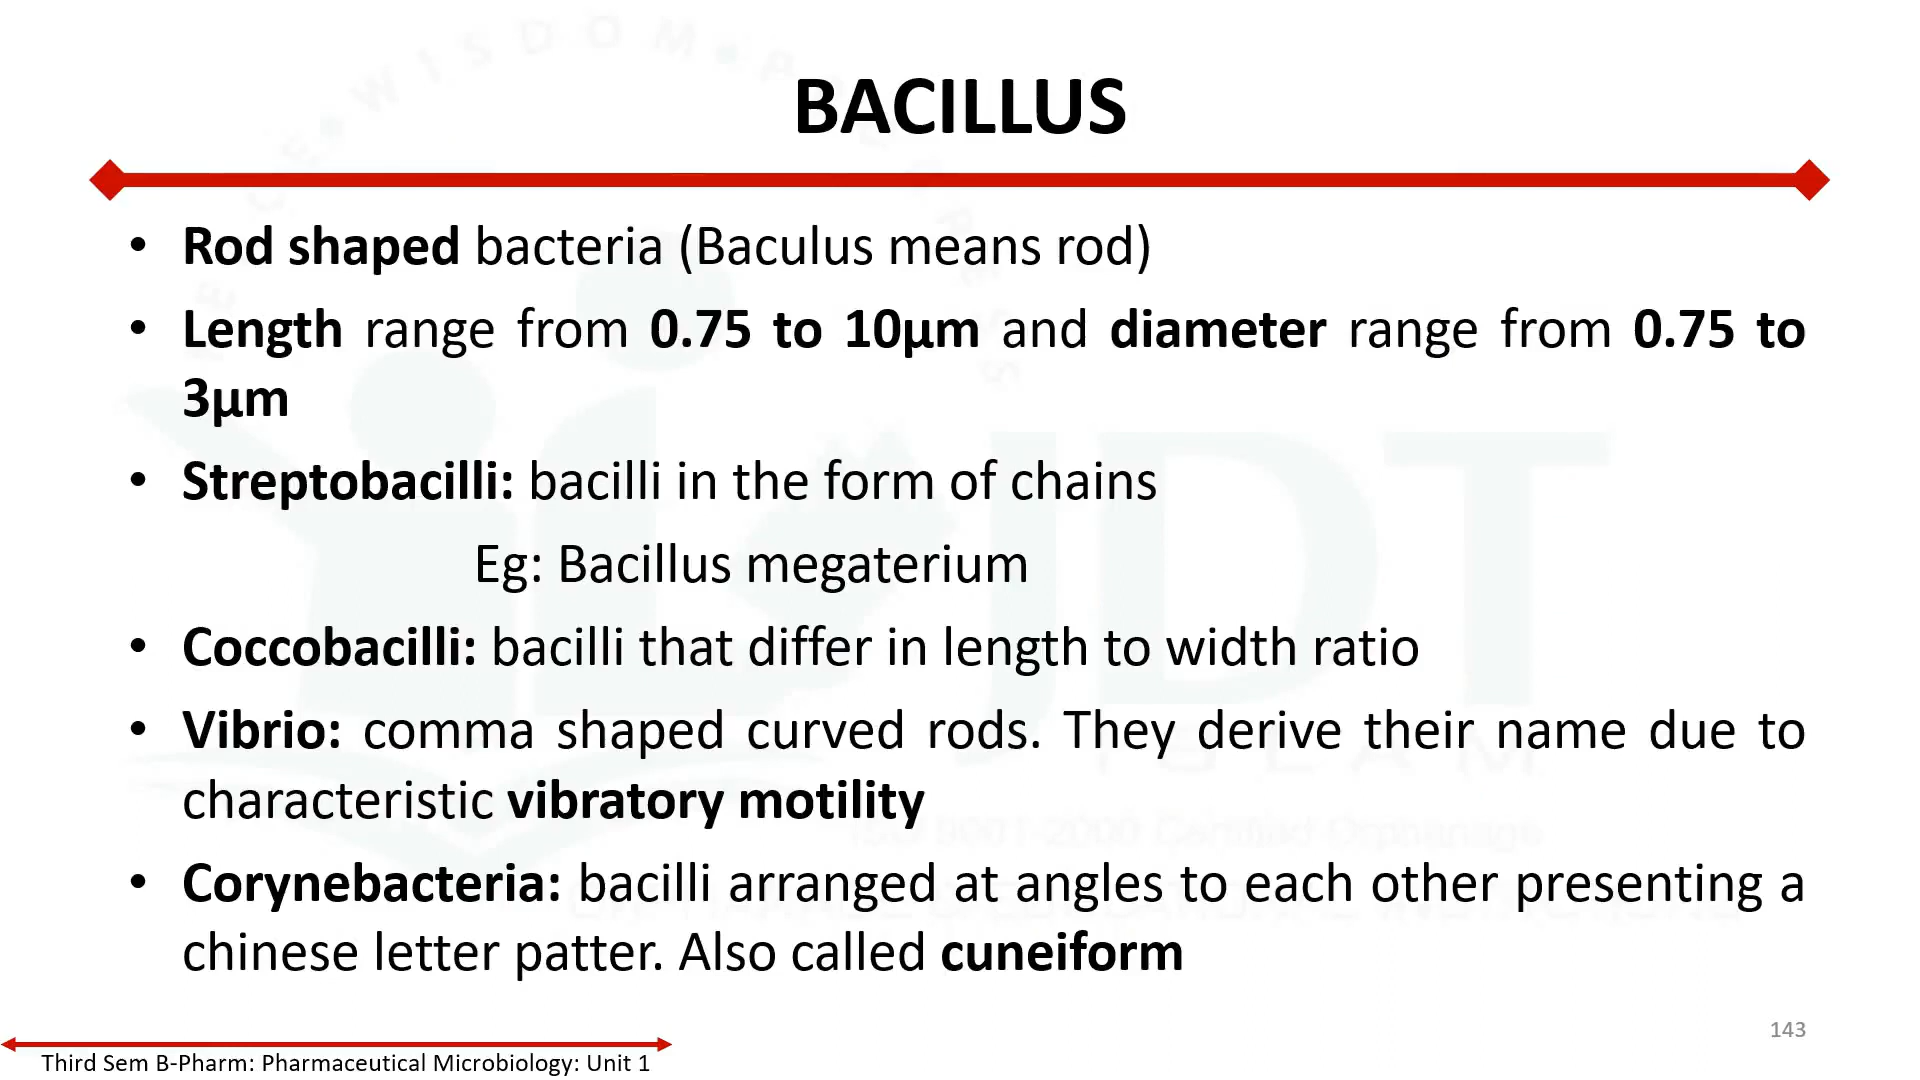 BACILLUS
• Rod shaped bacteria (Baculus means rod)
• Length range from 0.75 to 10µm and diameter range from 0.75 to
3µm
• Streptobacilli: bacilli in the form of chains
Eg: Bacillus megaterium
• Coccobacilli: bacilli that differ in length to width ratio
• Vibrio: comma shaped curved rods. They derive their name due to
characteristic vibratory motility
• Corynebacteria: bacilli arranged at angles to each other presenting a
chinese letter patter. Also called cuneiform
143
Third Sem B-Pharm: Pharmaceutical Microbiology: Unit 1
WISDOM
JDT
ISLAM